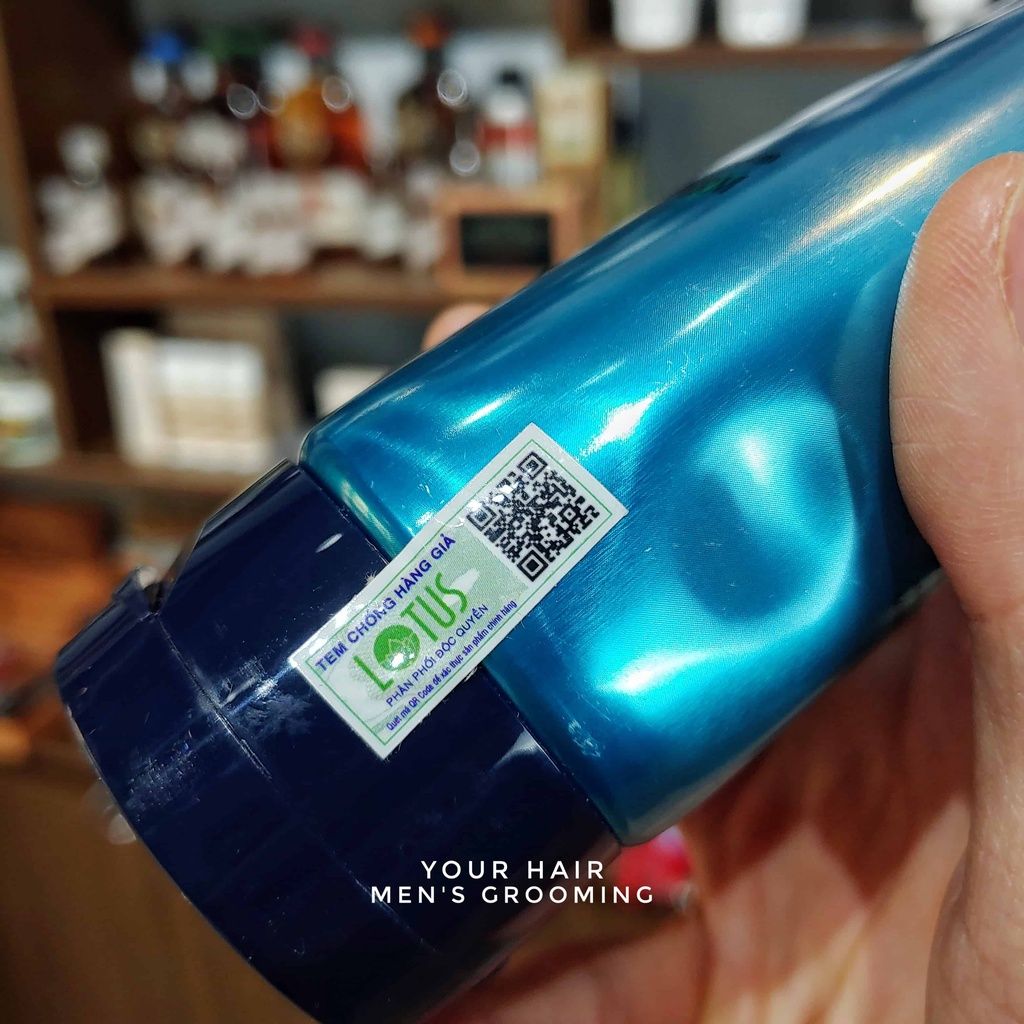 TEM CHỐNG HÀNG GIẢ
LOTUS
PHÂN PHỐI ĐỘC QUYỀN
Quét mã QR Code để xác thực sản phẩm chính hãng
YOUR HAIR
MEN'S GROOMING